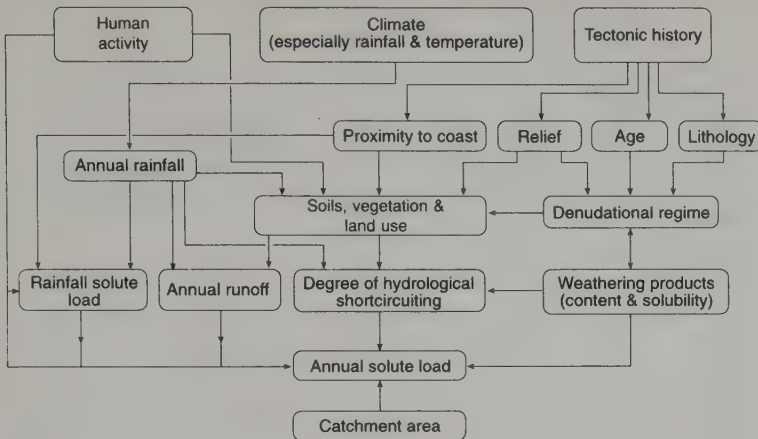 Human
activity
Climate
(especially rainfall & temperature)
Tectonic history
Proximity to coast
Relief
Age
Lithology
Annual rainfall
Soils, vegetation &
land use
Denudational regime
Rainfall solute
load
Annual runoff
Degree of hydrological
shortcircuiting
Weathering products
(content & solubility)
Annual solute load
Catchment area